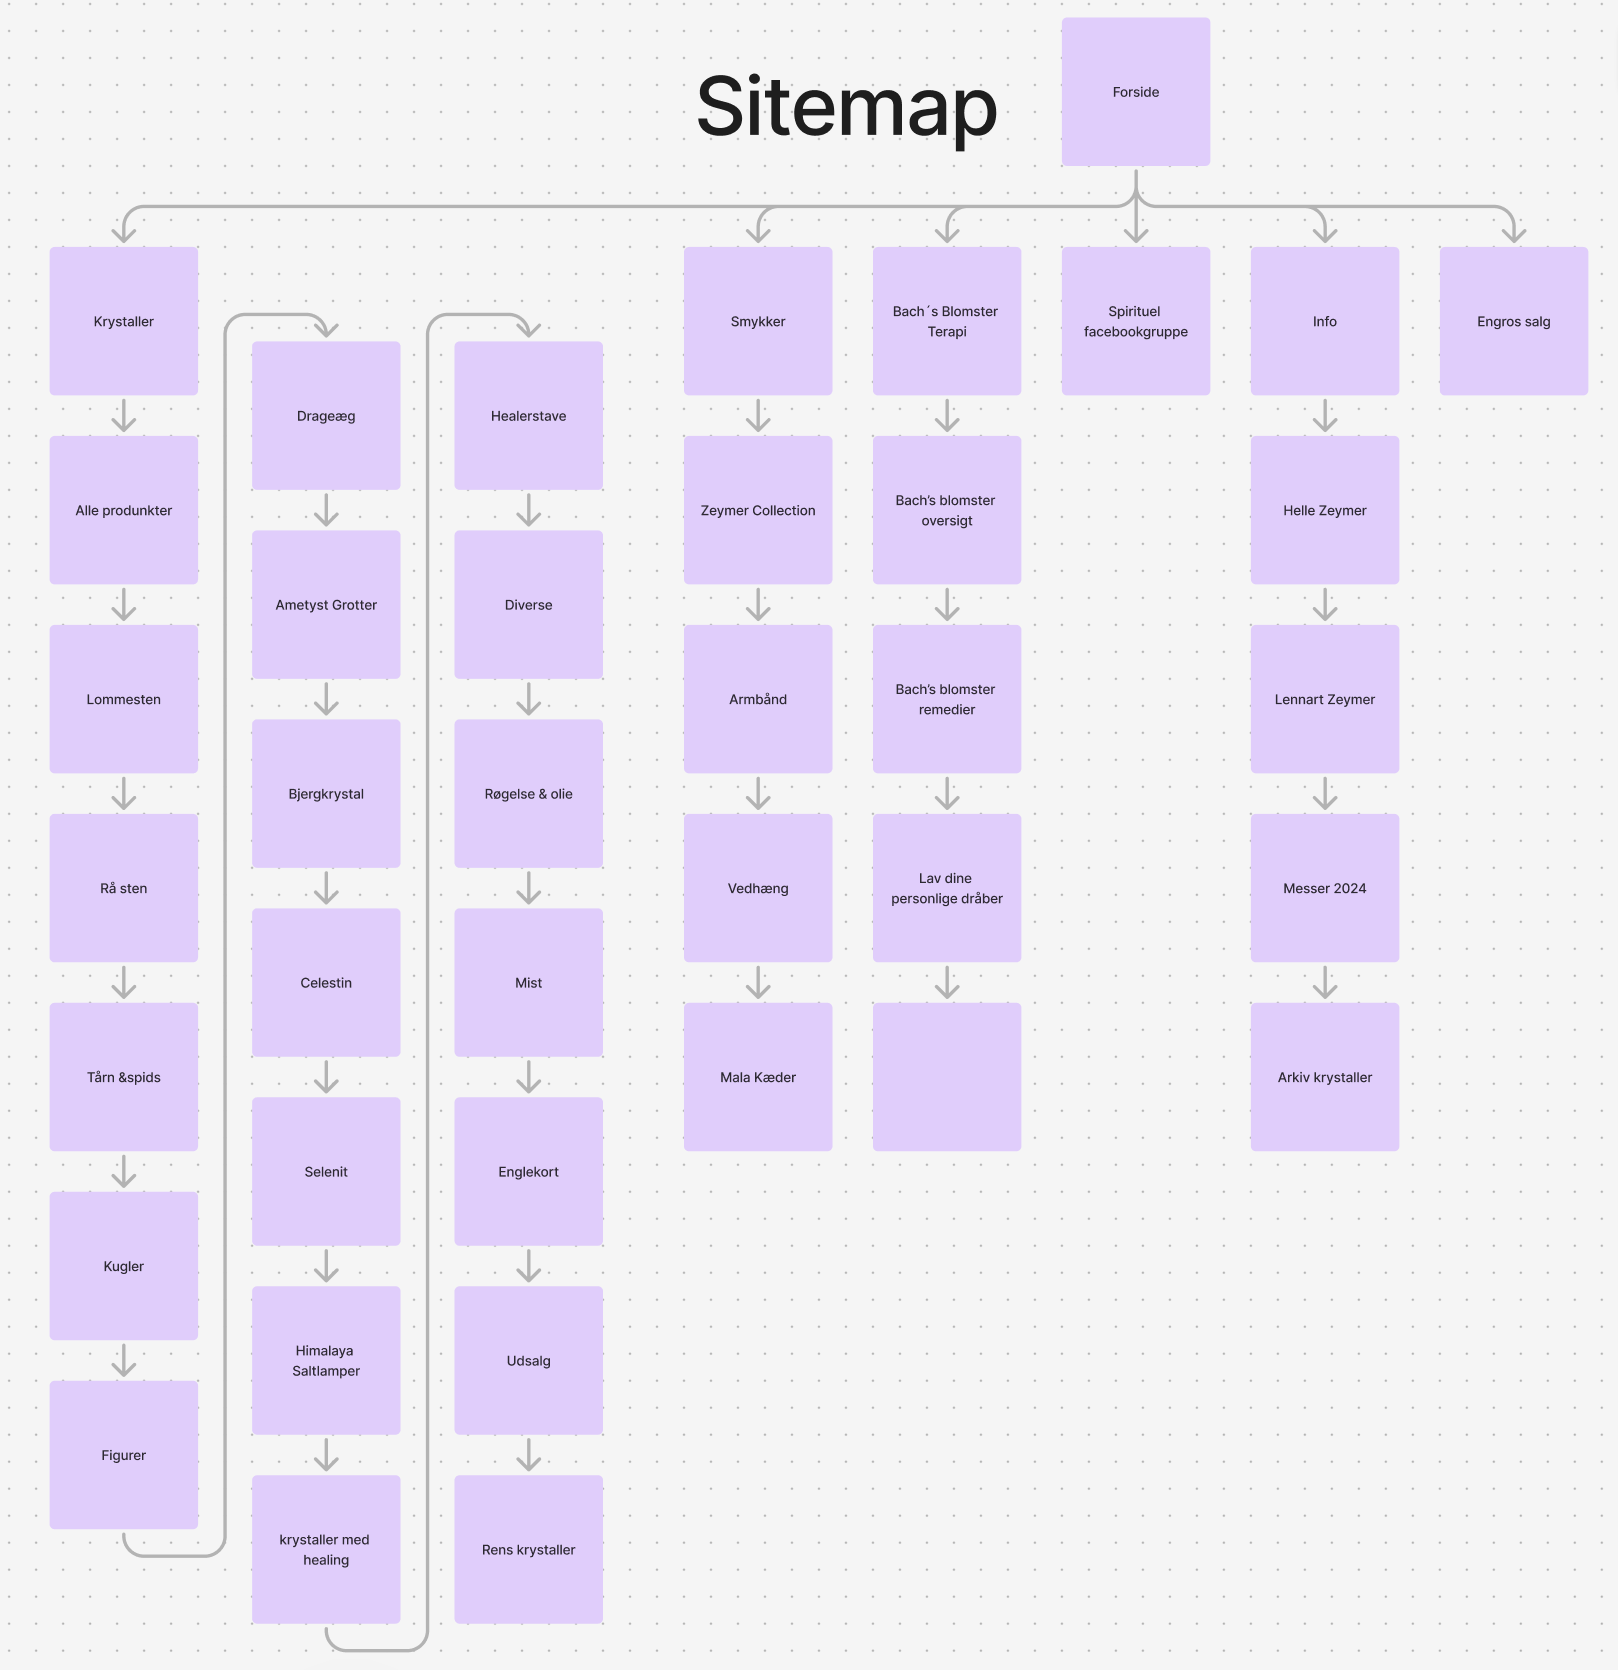 Sitemap
Forside
Krystaller
Alle produnkter
Lommesten
Rå sten
Tårn &spids
Kugler
Figurer
Drageæg
Ametyst Grotter
Bjergkrystal
Celestin
Selenit
Himalaya
Saltlamper
krystaller med
healing
Healerstave
Diverse
Røgelse & olie
Mist
Englekort
Udsalg
Rens krystaller
Smykker
Zeymer Collection
Armbånd
Vedhæng
Mala Kæder
Bach´s Blomster
Terapi
Bach’s blomster
oversigt
Bach’s blomster
remedier
Lav dine
personlige dråber
Spirituel
facebookgruppe
Info
Helle Zeymer
Lennart Zeymer
Messer 2024
Arkiv krystaller
Engros salg